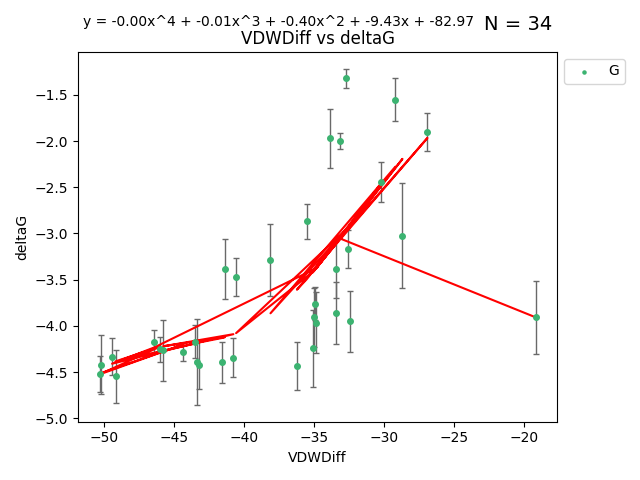 y = -0.00x^4 + -0.01x^3 + -0.40x^2 + -9.43x + -82.97 N = 34
VDWDiff vs deltaG
G
deltaG
−1.5
−2.0
−2.5
−3.0
−3.5
−4.0
−4.5
−5.0
−50 −45 −40 −35 −30 −25 −20
VDWDiff